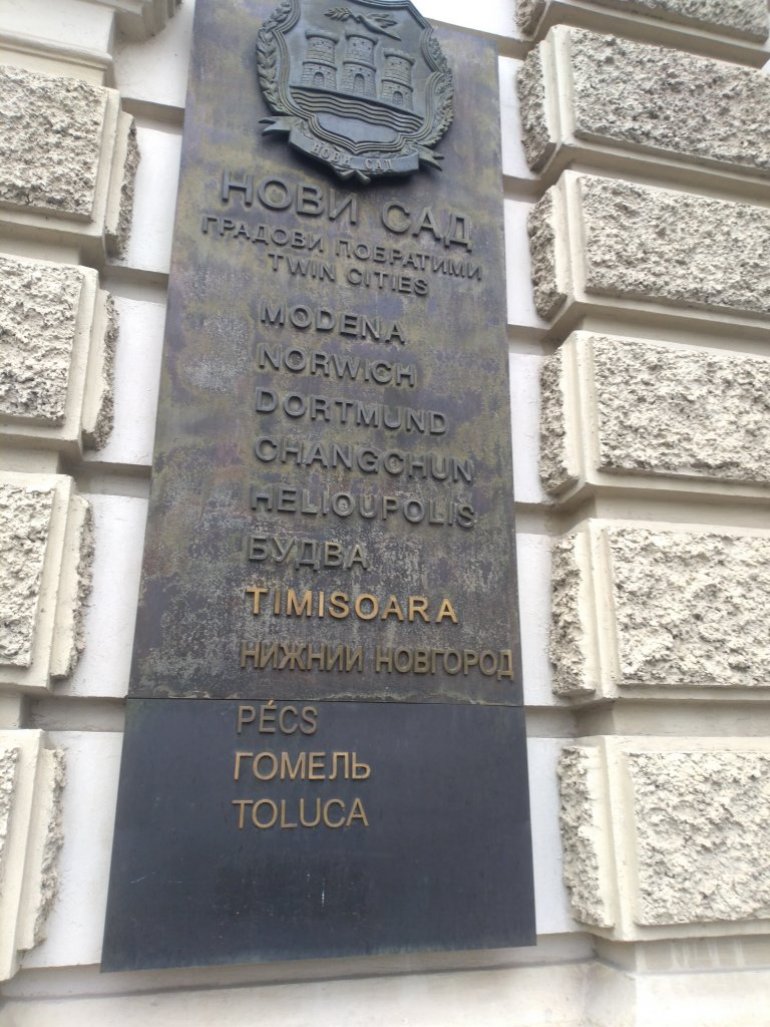 НОВИ САД
НОВИ САД
ГРАДОВИ ПОБРАТИМИ
TWIN CITIES
MODENA
NORWICH
DORTMUND
CHANGCHUN
HELIOUPOLIS
БУДВА
TIMISOARA
НИЖНИИ НОВГОРОД
PÉCS
ГОМЕЛЬ
TOLUCA